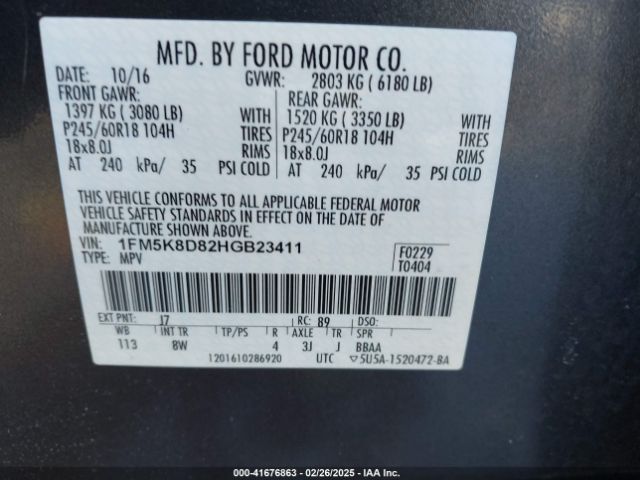 MFD. BY FORD MOTOR CO.
DATE: 10/16 GVWR: 2803 KG ( 6180 LB)
FRONT GAWR: REAR GAWR:
1397 KG ( 3080 LB) WITH 1520 KG ( 3350 LB) WITH
P245/60R18 104H TIRES P245/60R18 104H TIRES
18x8.0J RIMS 18x8.0J RIMS
AT 240 kPa/ 35 PSI COLD AT 240 kPa/ 35 PSI COLD
THIS VEHICLE CONFORMS TO ALL APPLICABLE FEDERAL MOTOR
VEHICLE SAFETY STANDARDS IN EFFECT ON THE DATE OF
MANUFACTURE SHOWN ABOVE.
VIN: 1FM5K8D82HGB23411 F0229
TYPE: MPV T0404
EXT PNT: J7 RC: 89 DSO:
WB INT TR TP/PS R AXLE TR SPR
113 8W 4 3J J BBAA
1201610286920 UTC 5U5A-1520472-BA
000-41676863 - 02/26/2025 - IAAI.CA